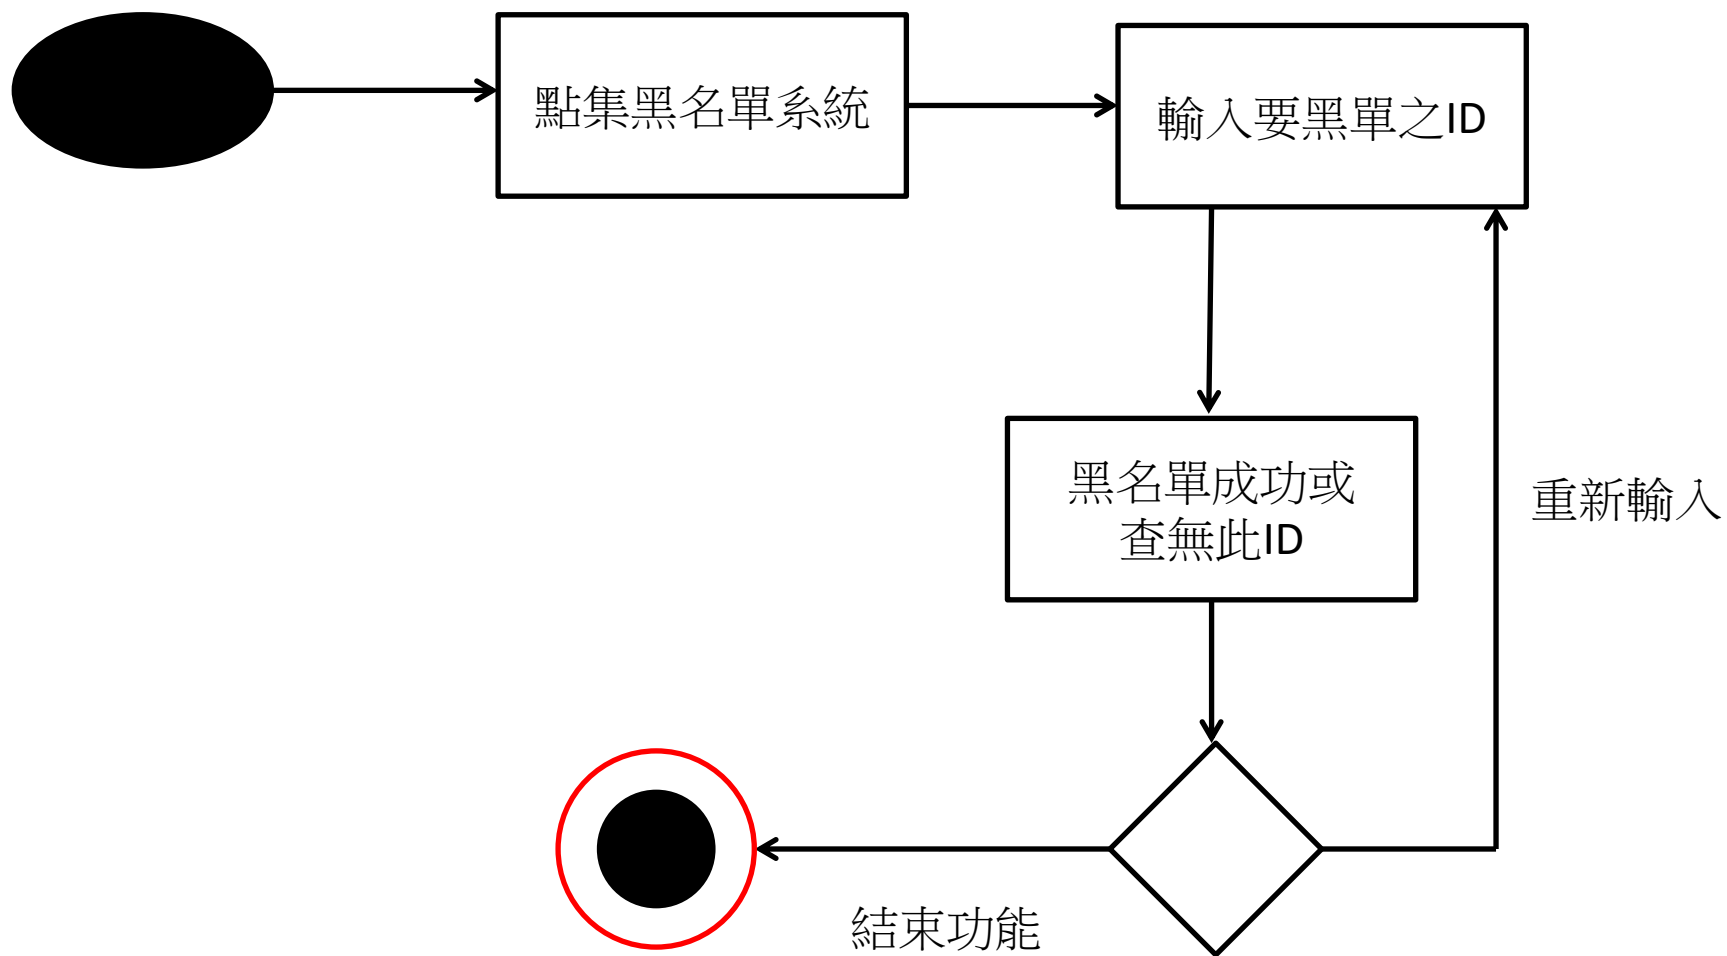 點集黑名單系統
輸入要黑單之ID
黑名單成功或
查無此ID
重新輸入
結束功能